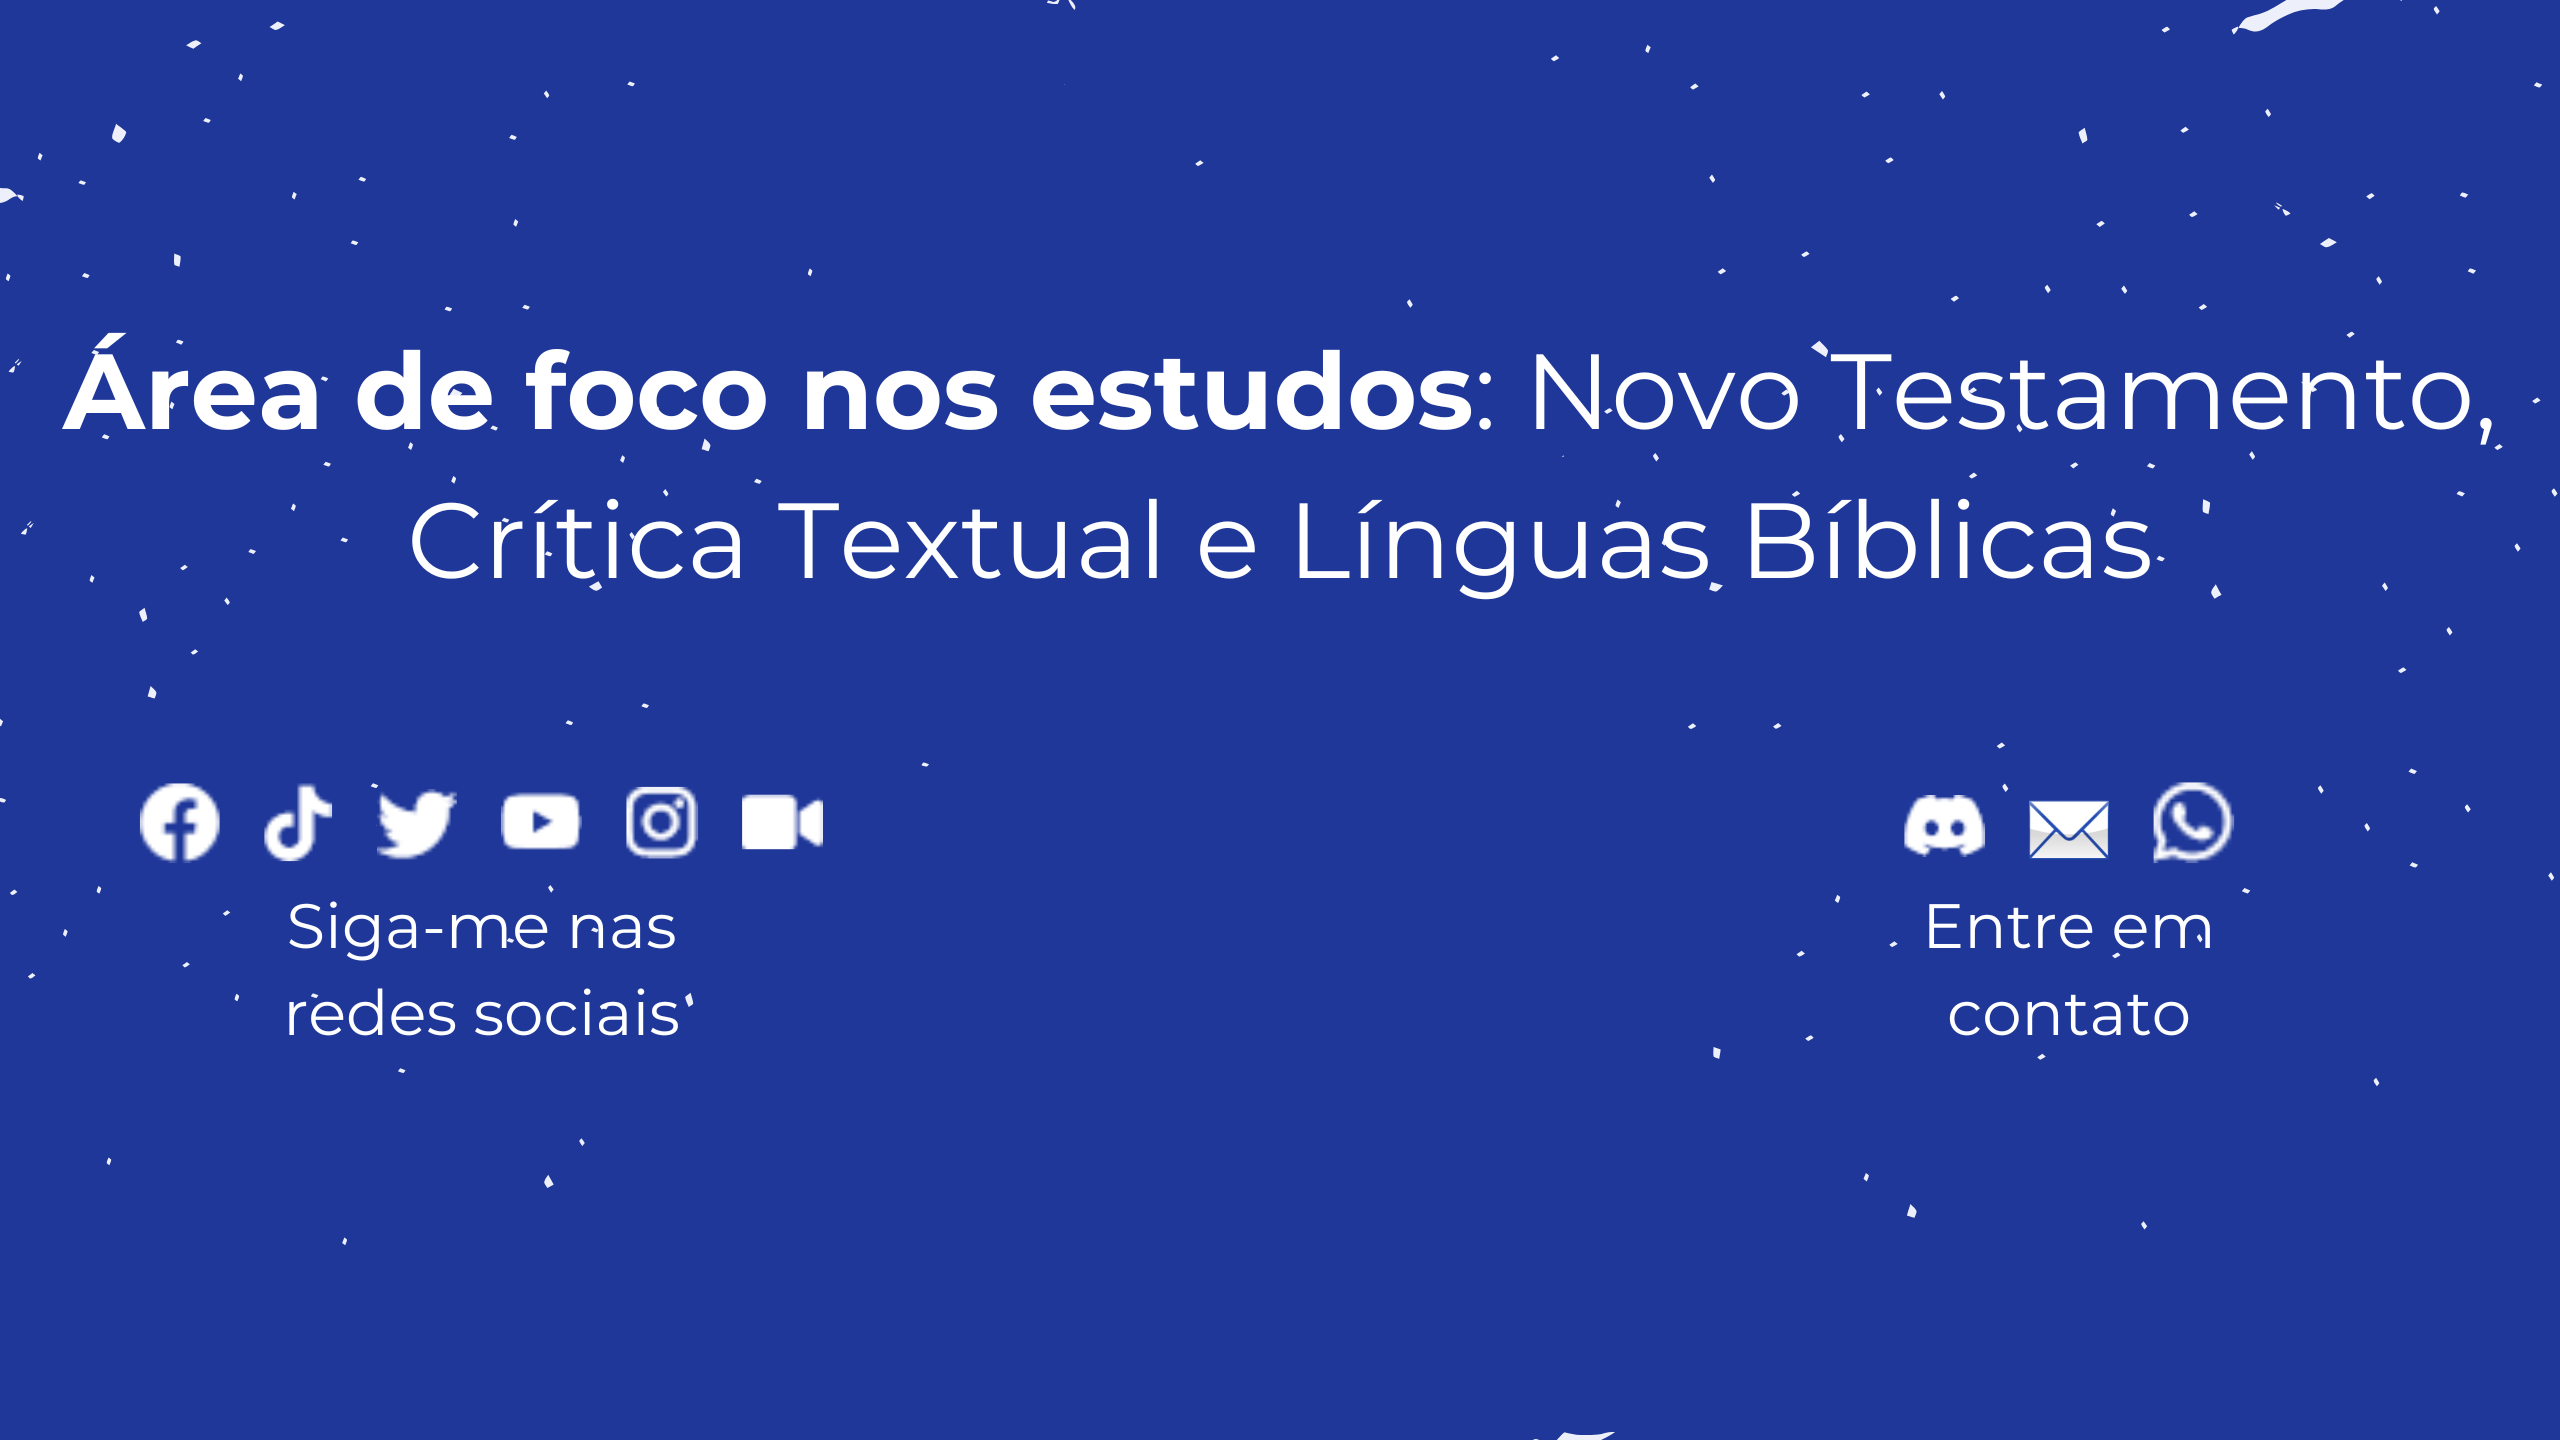 Área de foco nos estudos: Novo Testamento,
Crítica Textual e Línguas Bíblicas
Siga-me nas
redes sociais
Entre em
contato